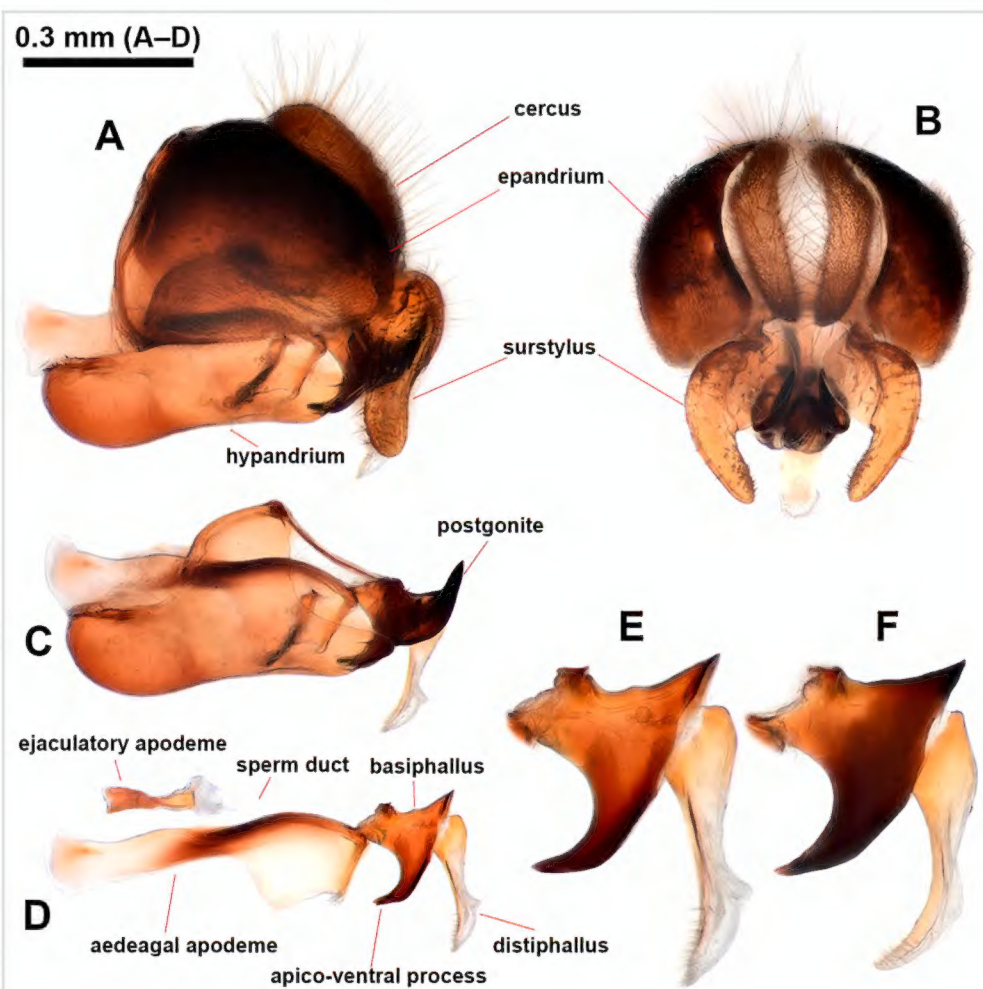 0.3 mm (A–D)
A
B
cercus
epandrium
surstylus
hypandrium
postgonite
C
E
F
ejaculatory apodeme
sperm duct
basiphallus
D
aedeagal apodeme
distiphallus
apico-ventral process